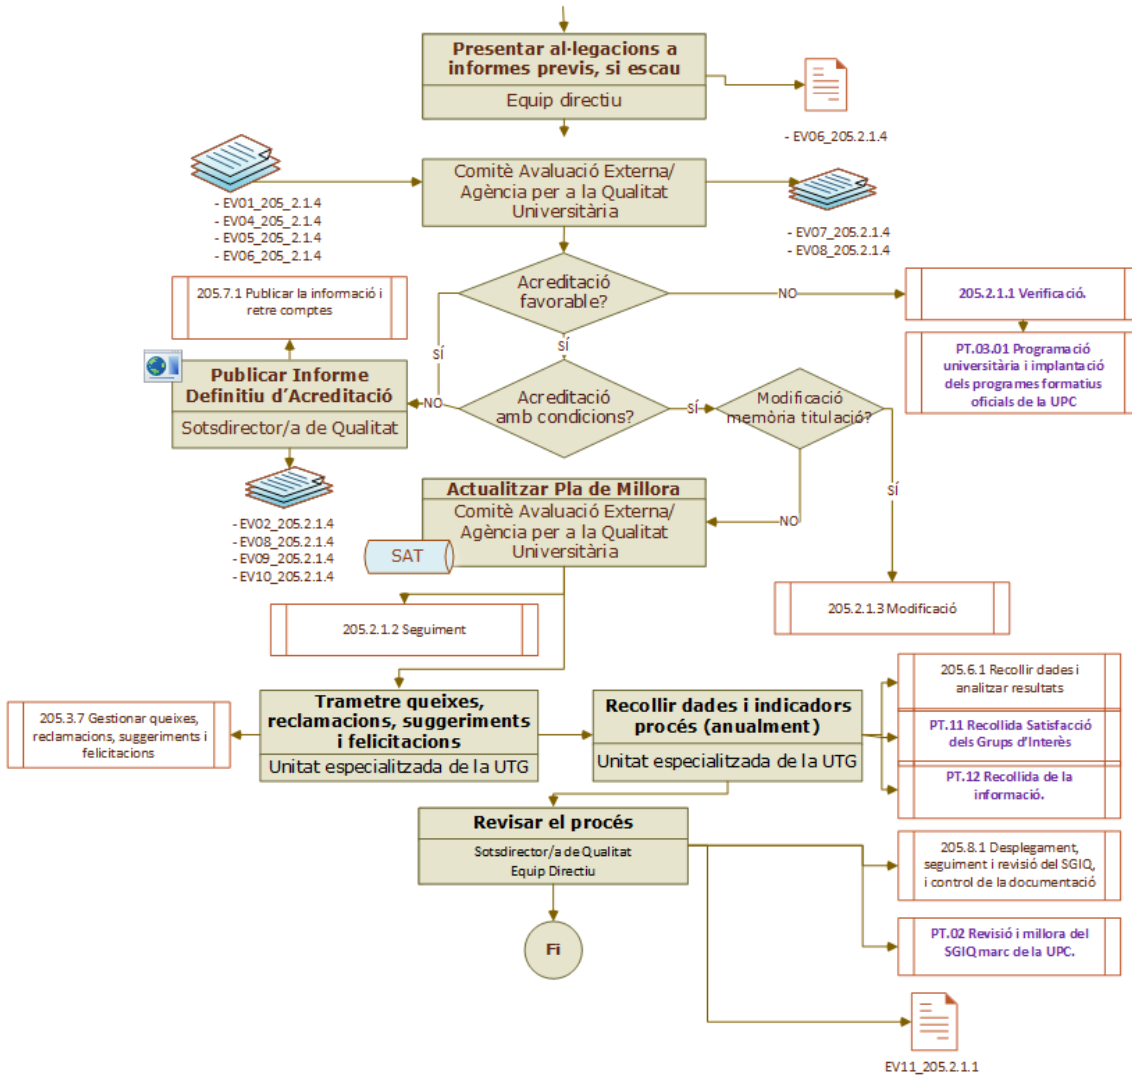 Presentar al·legacions a
informes previs, si escau
Equip directiu
- EV06_205.2.1.4
Comitè Avaluació Externa/
Agència per a la Qualitat
Universitària
- EV01_205_2.1.4
- EV04_205_2.1.4
- EV05_205_2.1.4
- EV06_205_2.1.4
- EV07_205.2.1.4
- EV08_205.2.1.4
Acreditació
favorable?
NO
205.2.1.1 Verificació.
PT.03.01 Programació
universitària i implantació
dels programes formatius
oficials de la UPC
205.7.1 Publicar la informació i
retre comptes
SÍ
SÍ
Publicar Informe
Definitiu d'Acreditació
Sotsdirector/a de Qualitat
NO
Acreditació
amb condicions?
SÍ
Modificació
memòria titulació?
SÍ
NO
- EV02_205.2.1.4
- EV08_205.2.1.4
- EV09_205.2.1.4
- EV10_205.2.1.4
Actualitzar Pla de Millora
Comitè Avaluació Externa/
Agència per a la Qualitat
Universitària
SAT
205.2.1.2 Seguiment
205.2.1.3 Modificació
205.3.7 Gestionar queixes,
reclamacions, suggeriments i
felicitacions
Trametre queixes,
reclamacions, suggeriments
i felicitacions
Unitat especialitzada de la UTG
Recollir dades i indicadors
procés (anualment)
Unitat especialitzada de la UTG
205.6.1 Recollir dades i
analitzar resultats
PT.11 Recollida Satisfacció
dels Grups d'Interès
PT.12 Recollida de la
informació.
Revisar el procés
Sotsdirector/a de Qualitat
Equip Directiu
205.8.1 Desplegament,
seguiment i revisió del SGIQ,
i control de la documentació
PT.02 Revisió i millora del
SGIQ marc de la UPC.
Fi
EV11_205.2.1.1